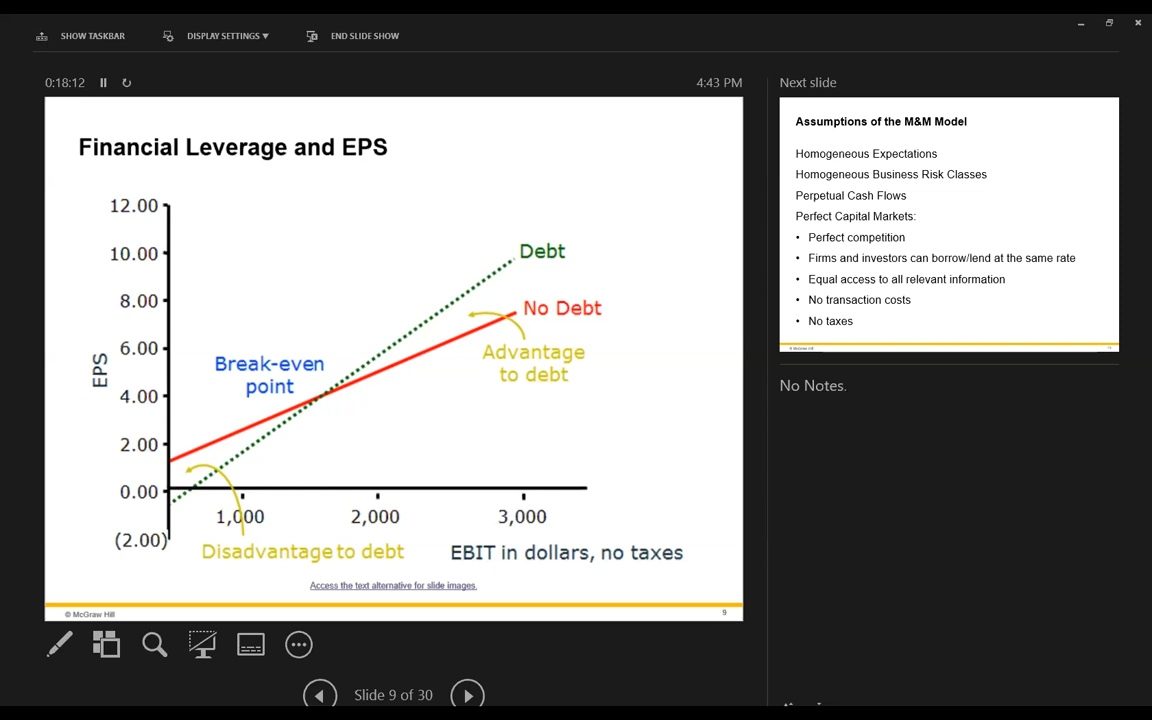 SHOW TASKBAR
DISPLAY SETTINGS ▾
END SLIDE SHOW
0:18:12
4:43 PM
Financial Leverage and EPS
12.00
10.00
8.00
6.00
4.00
2.00
0.00
(2.00)
EPS
Debt
No Debt
Break-even
point
Advantage
to debt
1,000
2,000
3,000
Disadvantage to debt
EBIT in dollars, no taxes
Access the text alternative for slide images.
© McGraw Hill
9
Slide 9 of 30
Next slide
Assumptions of the M&M Model
Homogeneous Expectations
Homogeneous Business Risk Classes
Perpetual Cash Flows
Perfect Capital Markets:
• Perfect competition
• Firms and investors can borrow/lend at the same rate
• Equal access to all relevant information
• No transaction costs
• No taxes
© McGraw Hill
No Notes.